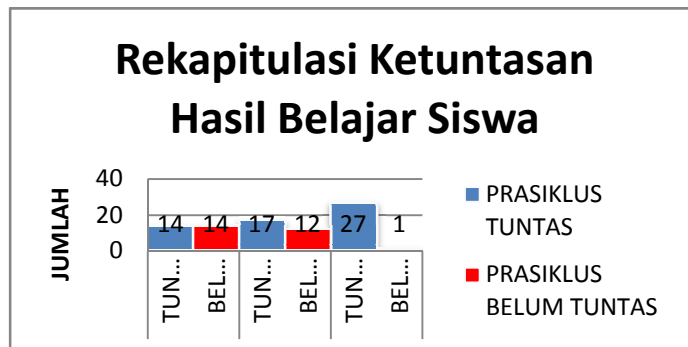 Rekapitulasi Ketuntasan
Hasil Belajar Siswa
JUMLAH
40
20
0
14
14
17
12
27
1
TUN...
BEL...
TUN...
BEL...
TUN...
BEL...
PRASIKLUS
TUNTAS
PRASIKLUS
BELUM TUNTAS